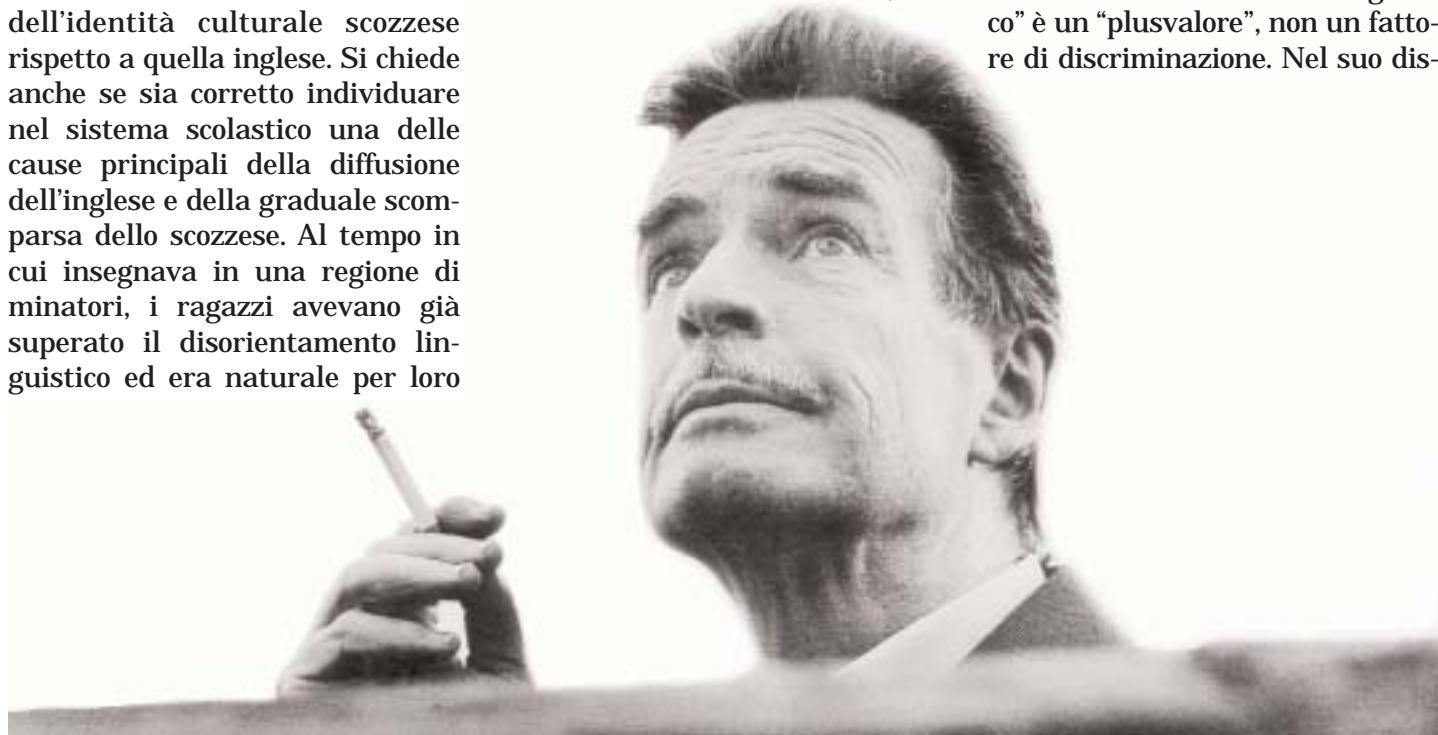 dell'identità culturale scozzese
rispetto a quella inglese. Si chiede
anche se sia corretto individuare
nel sistema scolastico una delle
cause principali della diffusione
dell'inglese e della graduale scom-
parsa dello scozzese. Al tempo in
cui insegnava in una regione di
minatori, i ragazzi avevano già
superato il disorientamento lin-
guistico ed era naturale per loro
co” è un “plusvalore”, non un fatto-
re di discriminazione. Nel suo dis-